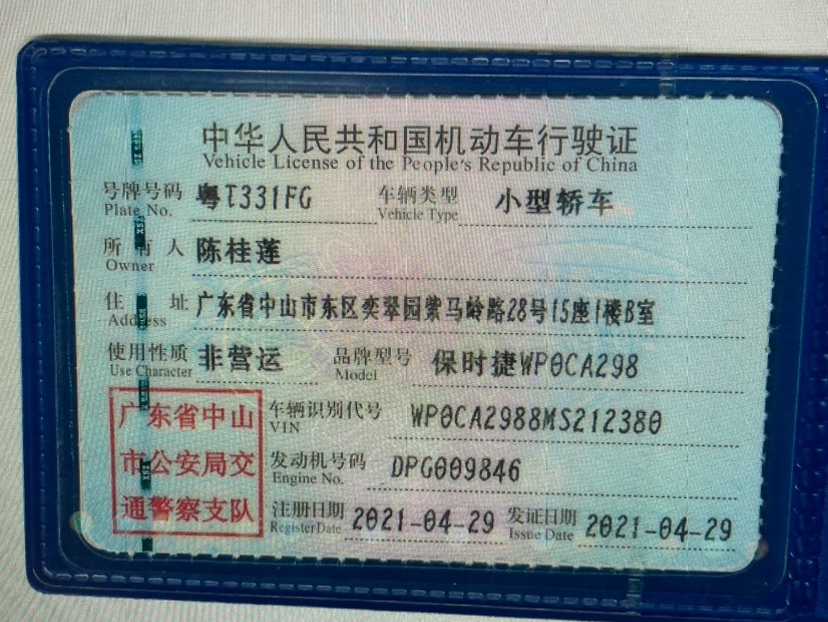 中华人民共和国机动车行驶证
Vehicle License of the People's Republic of China
号牌号码 粤T331FG 车辆类型 小型轿车
Plate No. Vehicle Type
所有人 陈桂莲
Owner
住址 广东省中山市东区奕翠园紫马岭路28号15座1楼B室
Address
使用性质 非营运 品牌型号 保时捷WP0CA298
Use Character Model
广东省中山
市公安局交
通警察支队
车辆识别代号 WP0CA2988MS212380
VIN
发动机号码 DPG009846
Engine No.
注册日期 2021-04-29 发证日期 2021-04-29
Register Date Issue Date